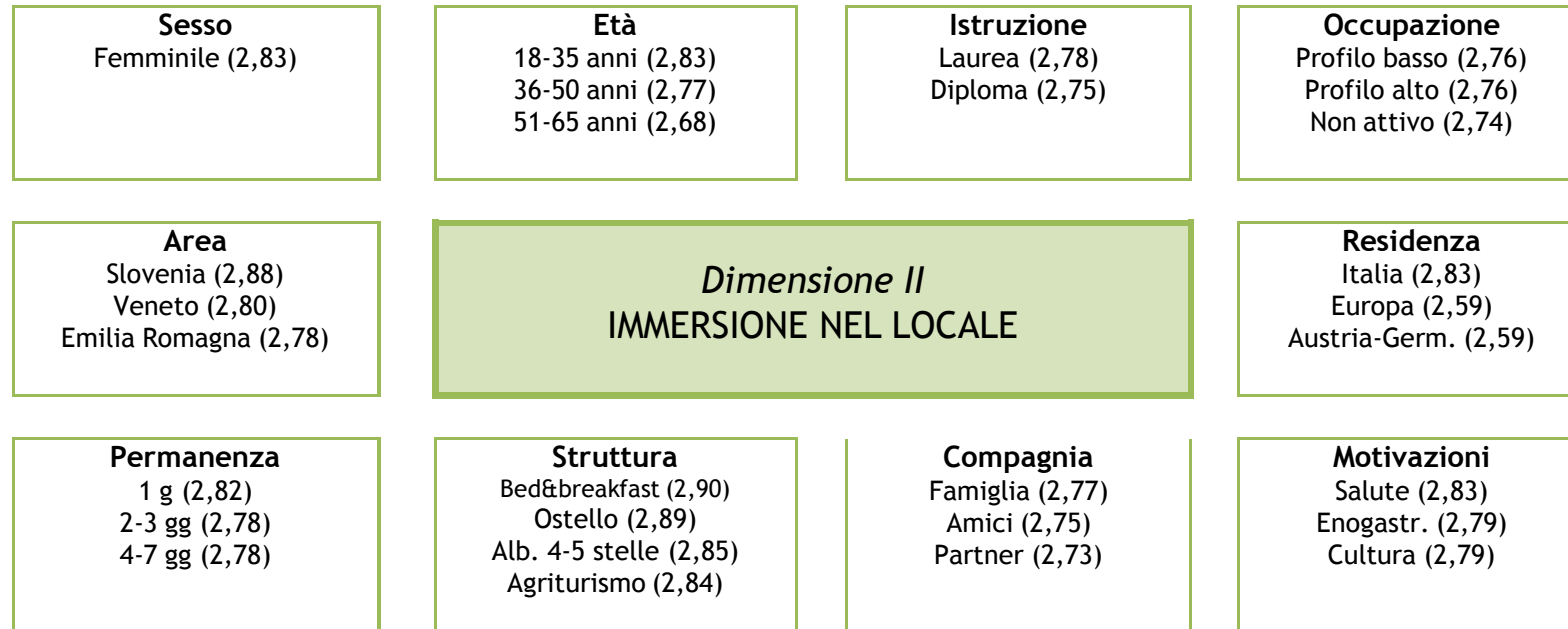 Sesso
Femminile (2,83)
Età
18-35 anni (2,83)
36-50 anni (2,77)
51-65 anni (2,68)
Istruzione
Laurea (2,78)
Diploma (2,75)
Occupazione
Profilo basso (2,76)
Profilo alto (2,76)
Non attivo (2,74)
Area
Slovenia (2,88)
Veneto (2,80)
Emilia Romagna (2,78)
Dimensione II
IMMERSIONE NEL LOCALE
Residenza
Italia (2,83)
Europa (2,59)
Austria-Germ. (2,59)
Permanenza
1 g (2,82)
2-3 gg (2,78)
4-7 gg (2,78)
Struttura
Bed&breakfast (2,90)
Ostello (2,89)
Alb. 4-5 stelle (2,85)
Agriturismo (2,84)
Compagnia
Famiglia (2,77)
Amici (2,75)
Partner (2,73)
Motivazioni
Salute (2,83)
Enogastr. (2,79)
Cultura (2,79)